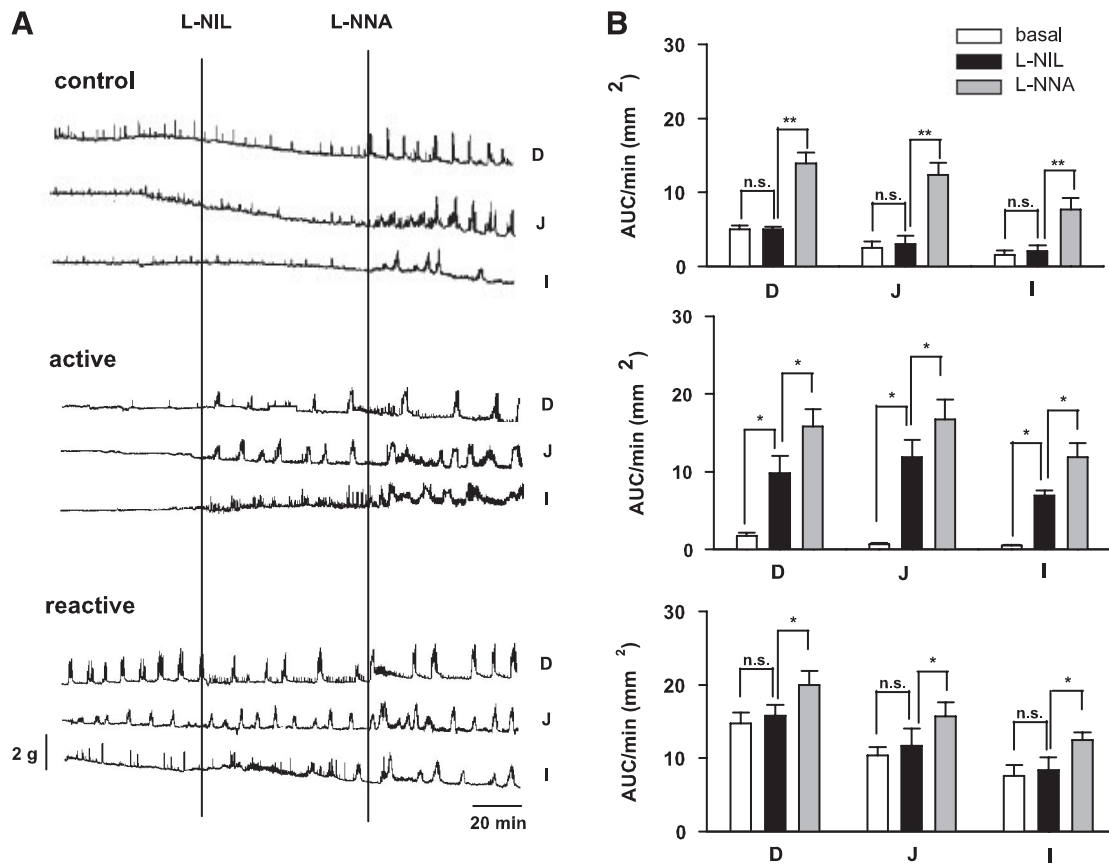 A
L-NIL L-NNA
control
D
J
I
active
D
J
I
reactive
D
J
2 g
I
20 min
B
basal
L-NIL
L-NNA
AUC/min (mm 2)
30
20
10
0
n.s. **
n.s. **
n.s. **
D J I
AUC/min (mm 2)
30
20
10
0
* *
* *
* *
D J I
AUC/min (mm 2)
30
20
10
0
n.s. *
n.s. *
n.s. *
D J I